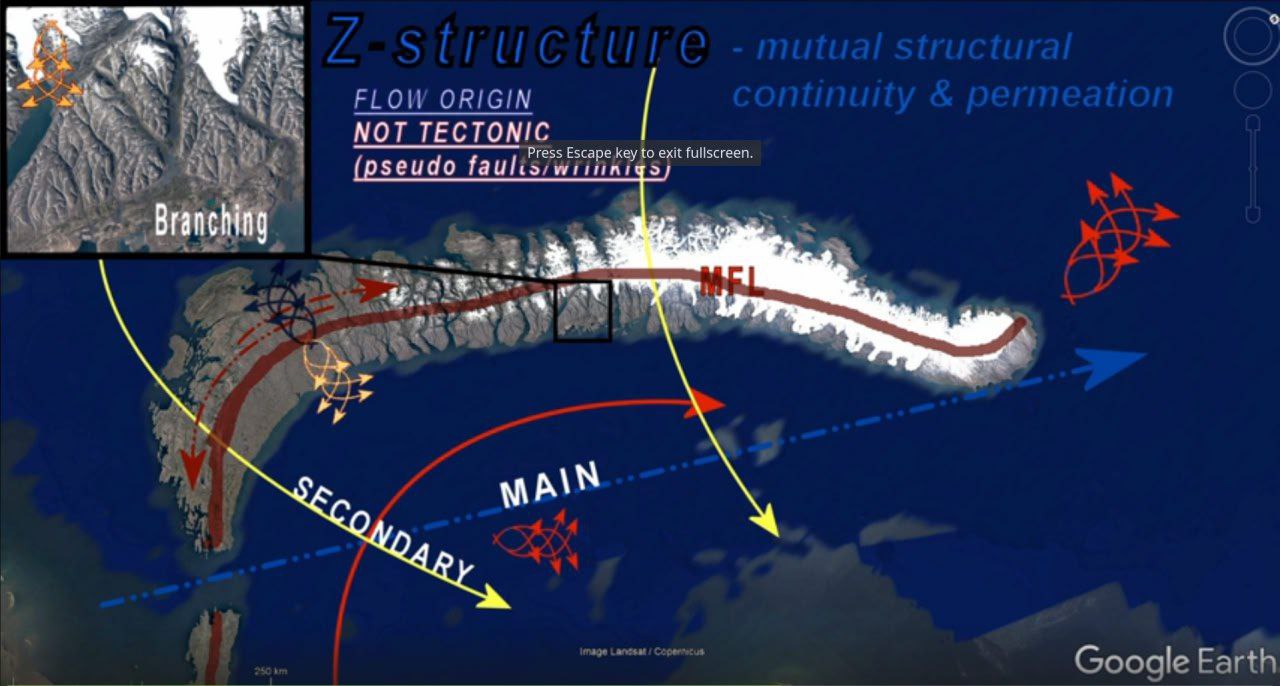 Z-structure
- mutual structural
continuity & permeation
FLOW ORIGIN
NOT TECTONIC
Press Escape key to exit fullscreen.
(pseudo faults/wrinkles)
Branching
MFL
MAIN
SECONDARY
Image Landsat / Copernicus
250 km
Google Earth